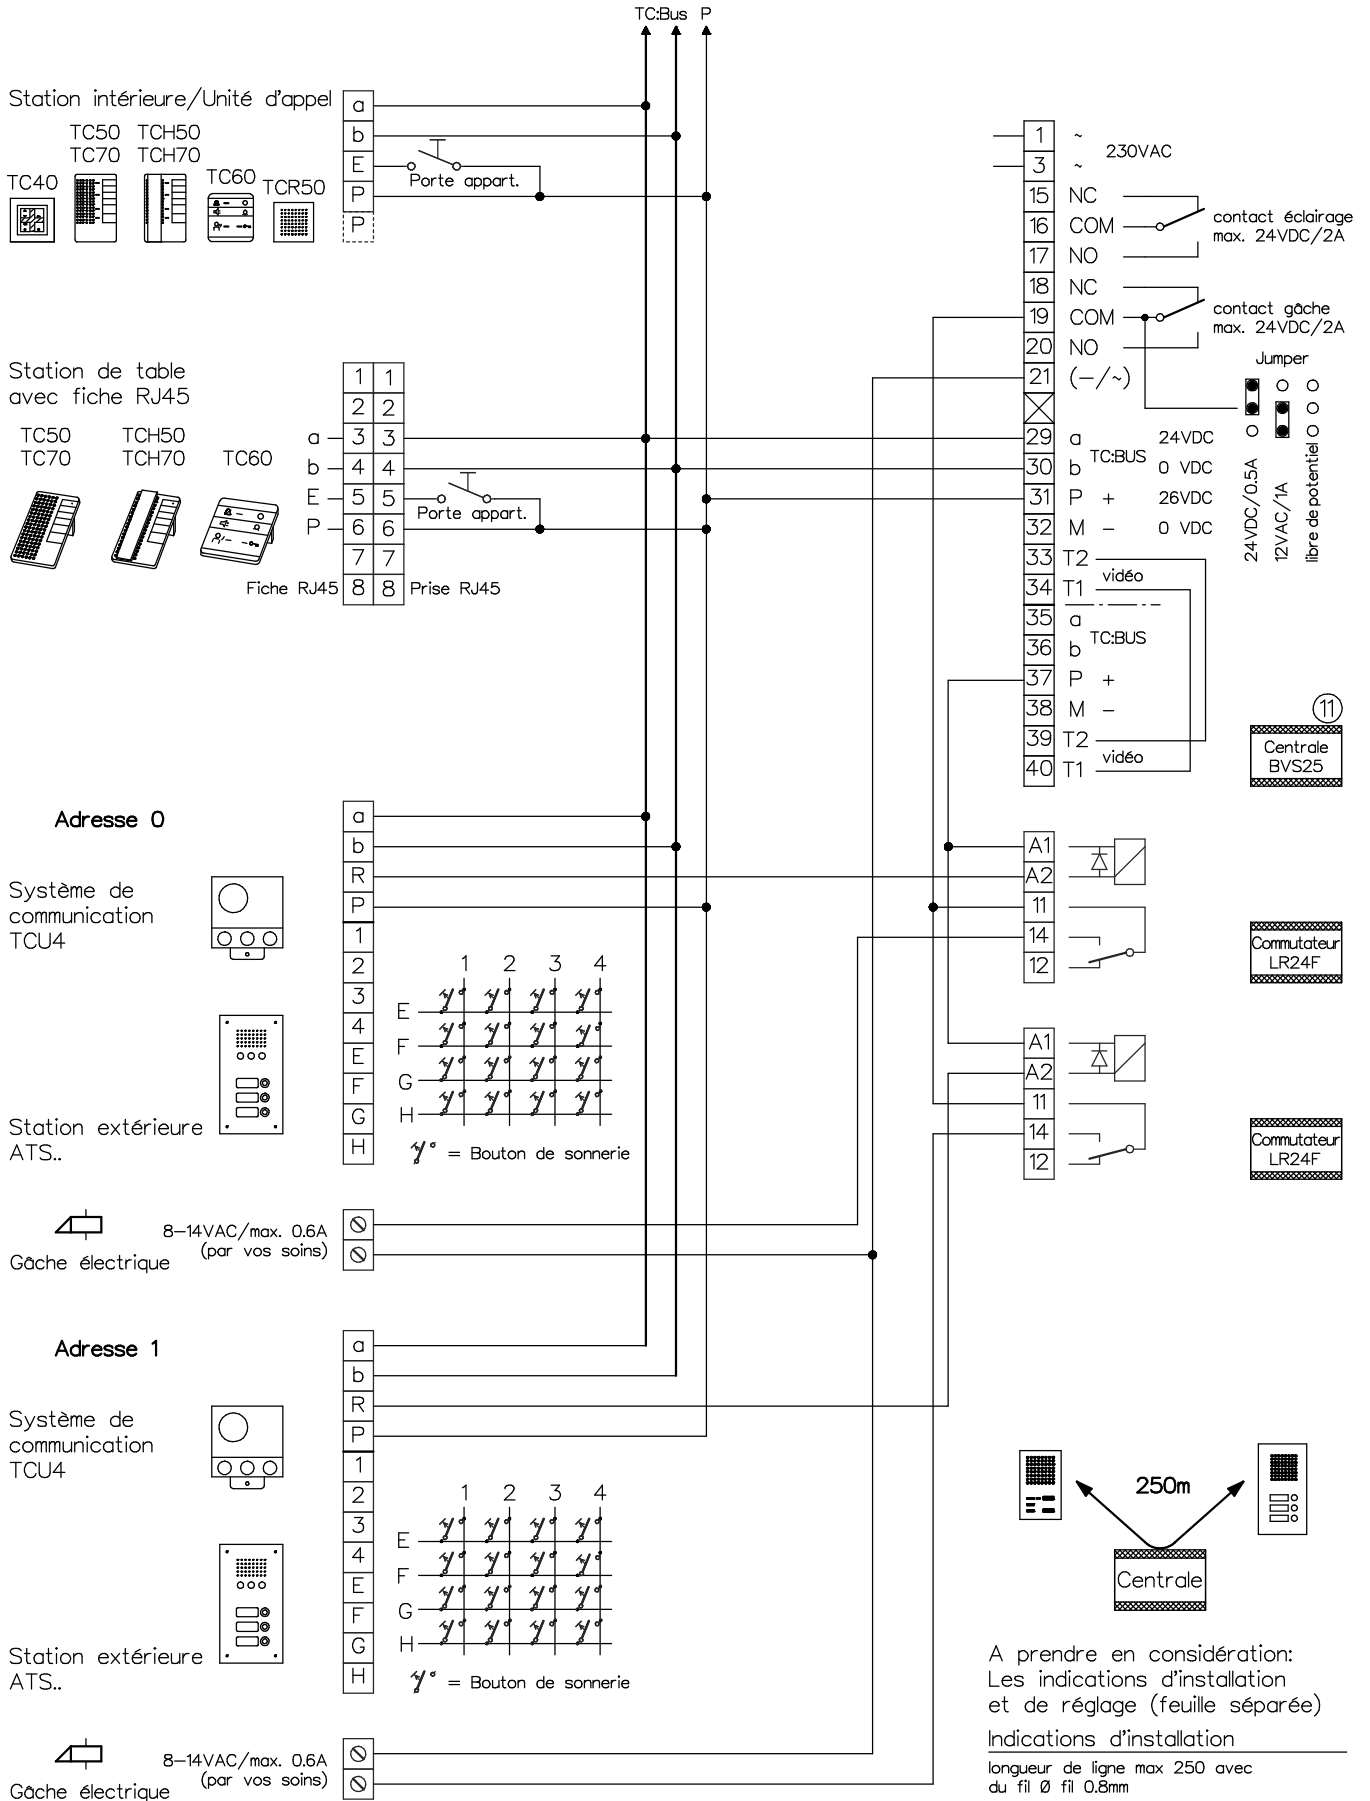 TC:Bus P
Station intérieure/Unité d'appel
TC50 TCH50
TC70 TCH70
TC40
TC60
TCR50
a
b
E
P
P
Porte appart.
1 ~
3 ~
230VAC
15 NC
16 COM
17 NO
contact éclairage
max. 24VDC/2A
18 NC
19 COM
20 NO
contact gâche
max. 24VDC/2A
21 (-/~)
Jumper
24VDC/0.5A
12VAC/1A
libre de potentiel
29 a 24VDC
TC:BUS
30 b 0 VDC
31 P + 26VDC
32 M - 0 VDC
33 T2
vidéo
34 T1
35 a
TC:BUS
36 b
37 P +
38 M -
39 T2
vidéo
40 T1
11
Centrale
BVS25
Station de table
avec fiche RJ45
TC50 TCH50
TC70 TCH70 TC60
1 1
2 2
a 3 3
b 4 4
E 5 5
P 6 6
7 7
8 8
Porte appart.
Fiche RJ45
Prise RJ45
Adresse 0
Système de
communication
TCU4
Station extérieure
ATS..
a
b
R
P
1
2
3
4
E
F
G
H
1 2 3 4
E
F
G
H
= Bouton de sonnerie
A1
A2
11
14
12
Commutateur
LR24F
A1
A2
11
14
12
Commutateur
LR24F
Gâche électrique
8-14VAC/max. 0.6A
(par vos soins)
Adresse 1
Système de
communication
TCU4
Station extérieure
ATS..
a
b
R
P
1
2
3
4
E
F
G
H
1 2 3 4
E
F
G
H
= Bouton de sonnerie
Gâche électrique
8-14VAC/max. 0.6A
(par vos soins)
250m
Centrale
A prendre en considération:
Les indications d'installation
et de réglage (feuille séparée)
Indications d'installation
longueur de ligne max 250 avec
du fil Ø fil 0.8mm